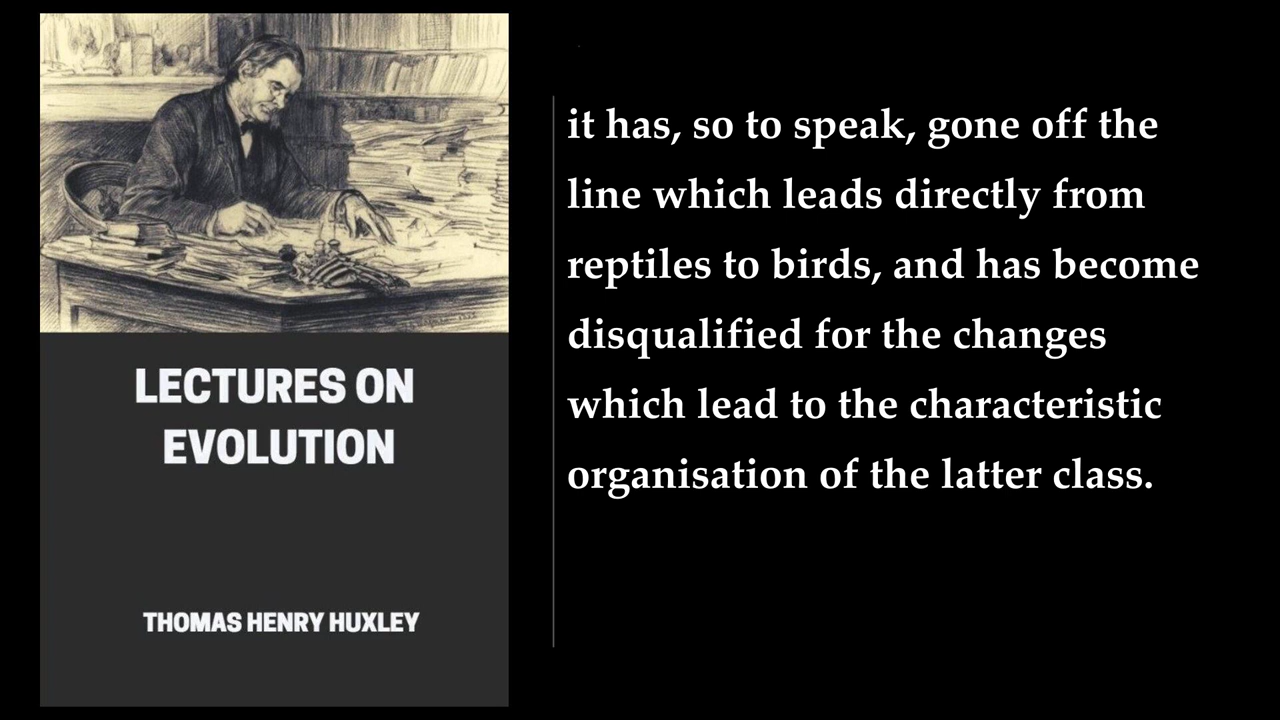 LECTURES ON
EVOLUTION
THOMAS HENRY HUXLEY
it has, so to speak, gone off the
line which leads directly from
reptiles to birds, and has become
disqualified for the changes
which lead to the characteristic
organisation of the latter class.